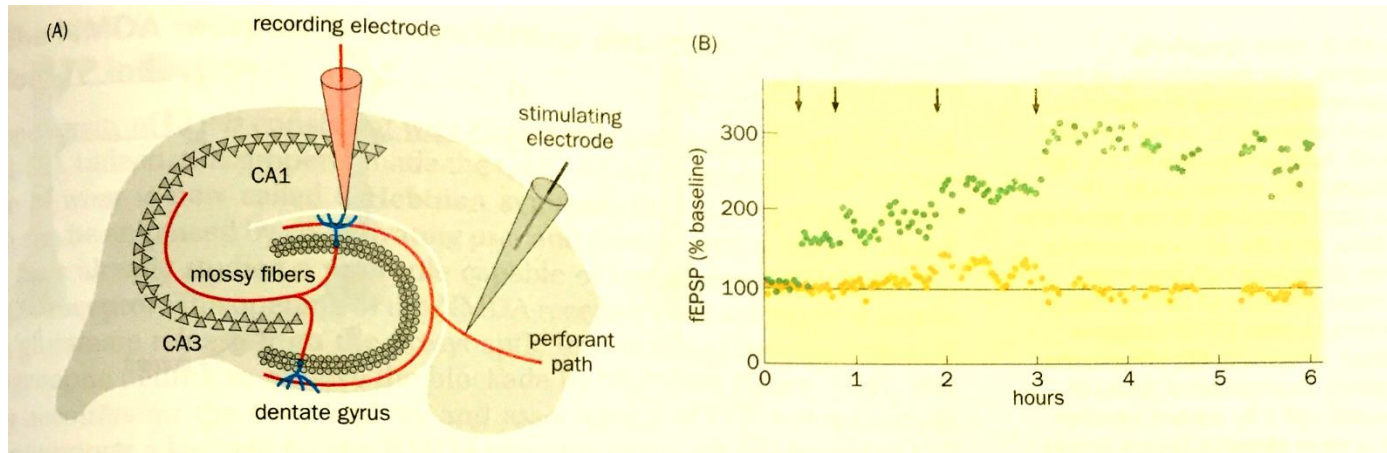 (A)
recording electrode
stimulating
electrode
CA1
mossy fibers
CA3
perforant
path
dentate gyrus
(B)
fEPSP (% baseline)
300
200
100
0
0 1 2 3 4 5 6
hours